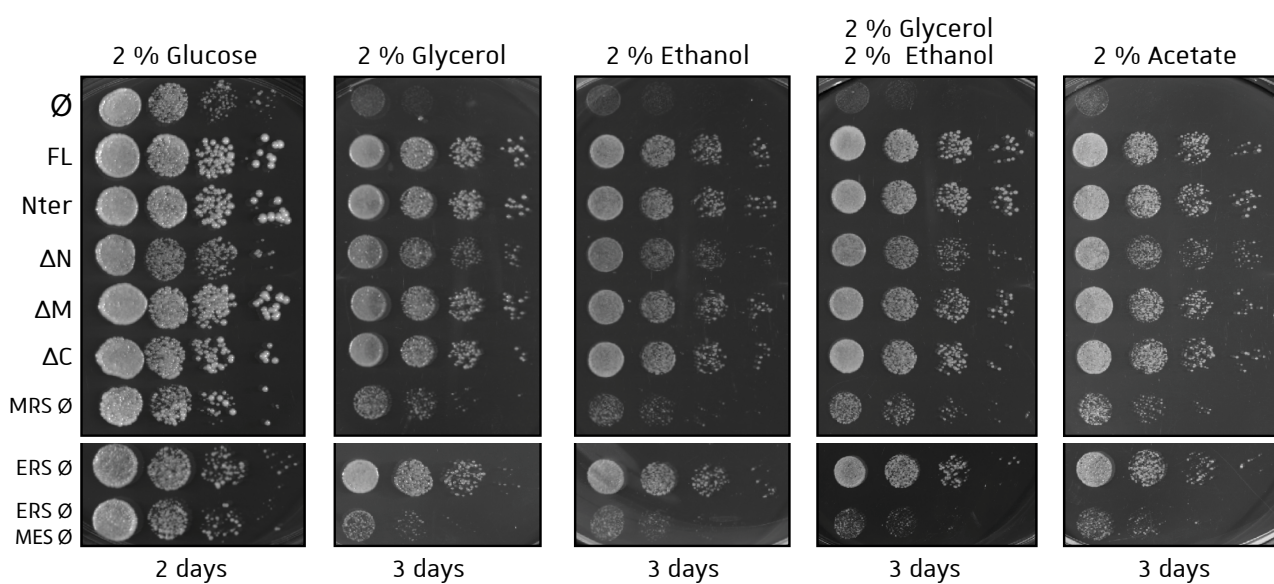 2 % Glucose
2 % Glycerol
2 % Ethanol
2 % Glycerol
2 % Ethanol
2 % Acetate
Ø
FL
Nter
ΔN
ΔM
ΔC
MRS Ø
ERS Ø
ERS Ø
MES Ø
2 days
3 days
3 days
3 days
3 days